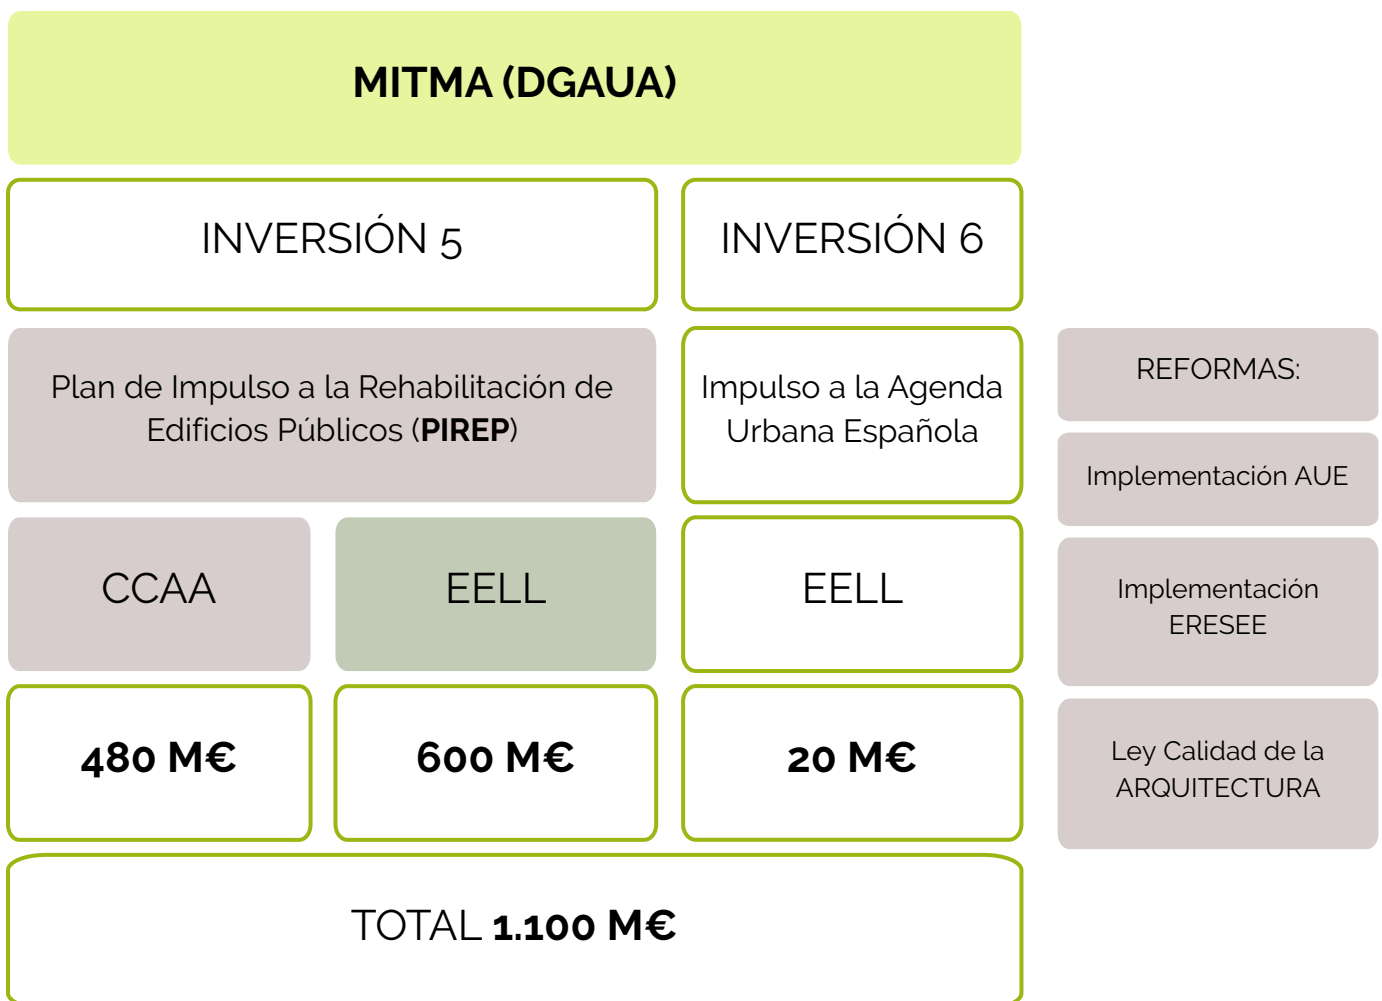 MITMA (DGAUA)
INVERSIÓN 5
INVERSIÓN 6
Plan de Impulso a la Rehabilitación de
Edificios Públicos (PIREP)
Impulso a la Agenda
Urbana Española
CCAA
EELL
EELL
480 M€
600 M€
20 M€
TOTAL 1.100 M€
REFORMAS:
Implementación AUE
Implementación
ERESEE
Ley Calidad de la
ARQUITECTURA